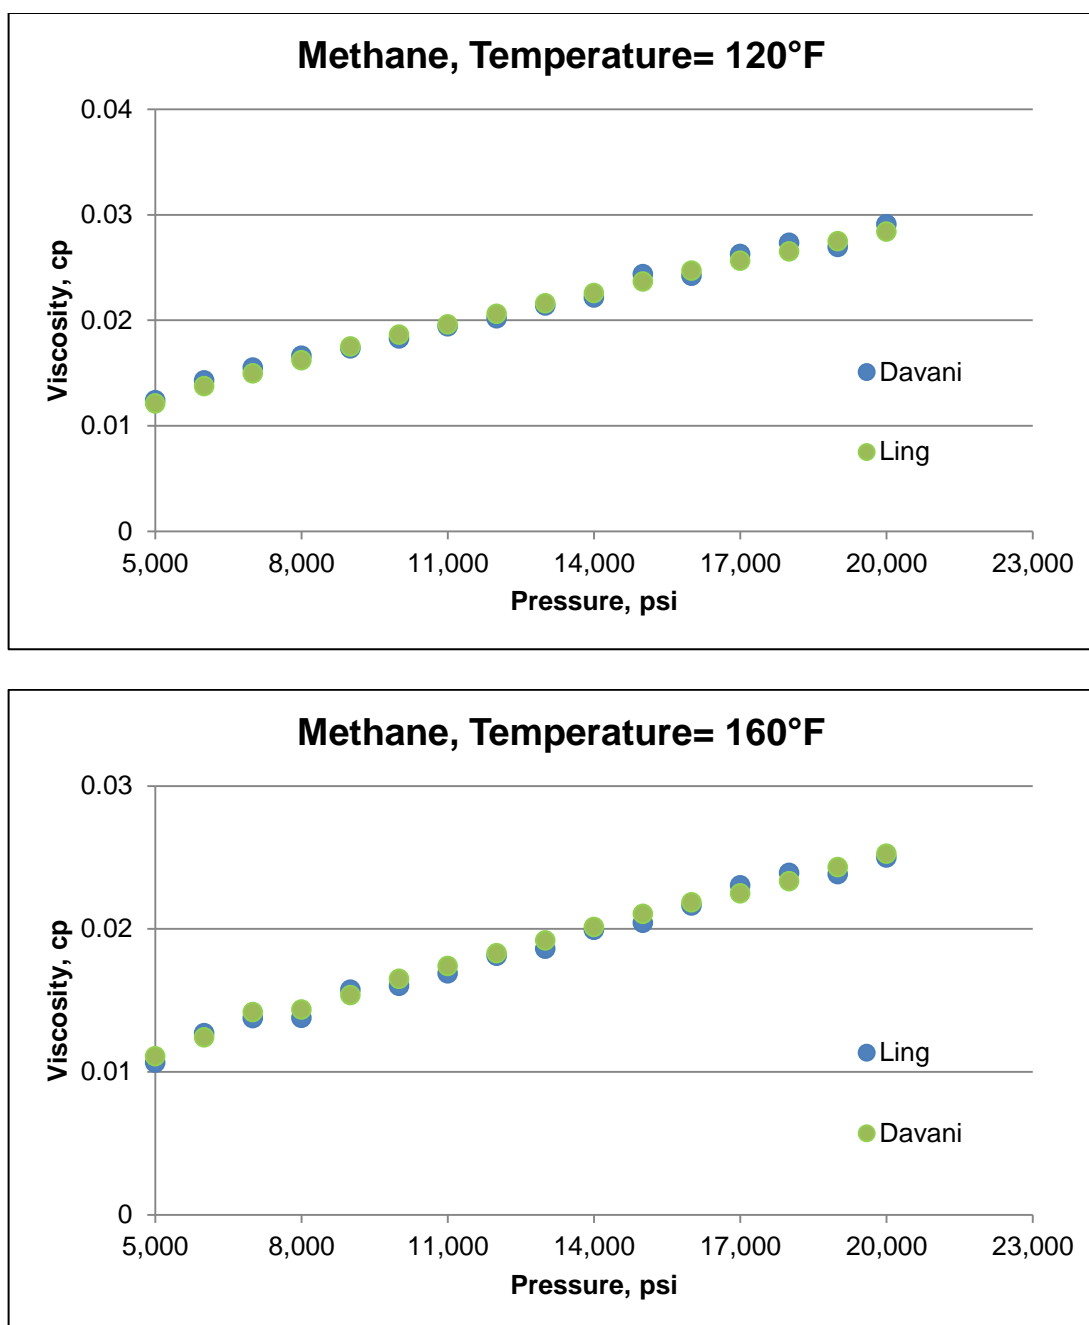 Methane, Temperature= 120°F
0.04
0.03
0.02
0.01
0
Viscosity, cp
Davani
Ling
5,000 8,000 11,000 14,000 17,000 20,000 23,000
Pressure, psi
Methane, Temperature= 160°F
0.03
0.02
0.01
0
Viscosity, cp
Ling
Davani
5,000 8,000 11,000 14,000 17,000 20,000 23,000
Pressure, psi